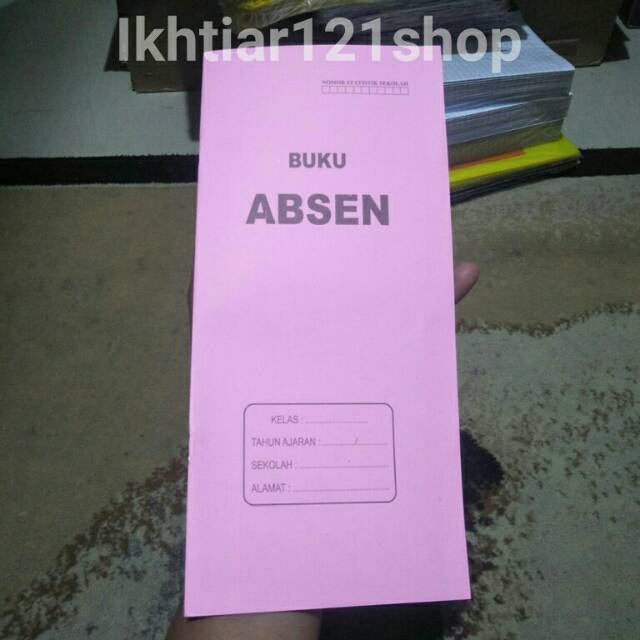 Ikhtiar121shop
NOMOR STATISTIK SEKOLAH
BUKU
ABSEN
KELAS : ........................
TAHUN AJARAN : ............/............
SEKOLAH : ................................
ALAMAT : ..................................